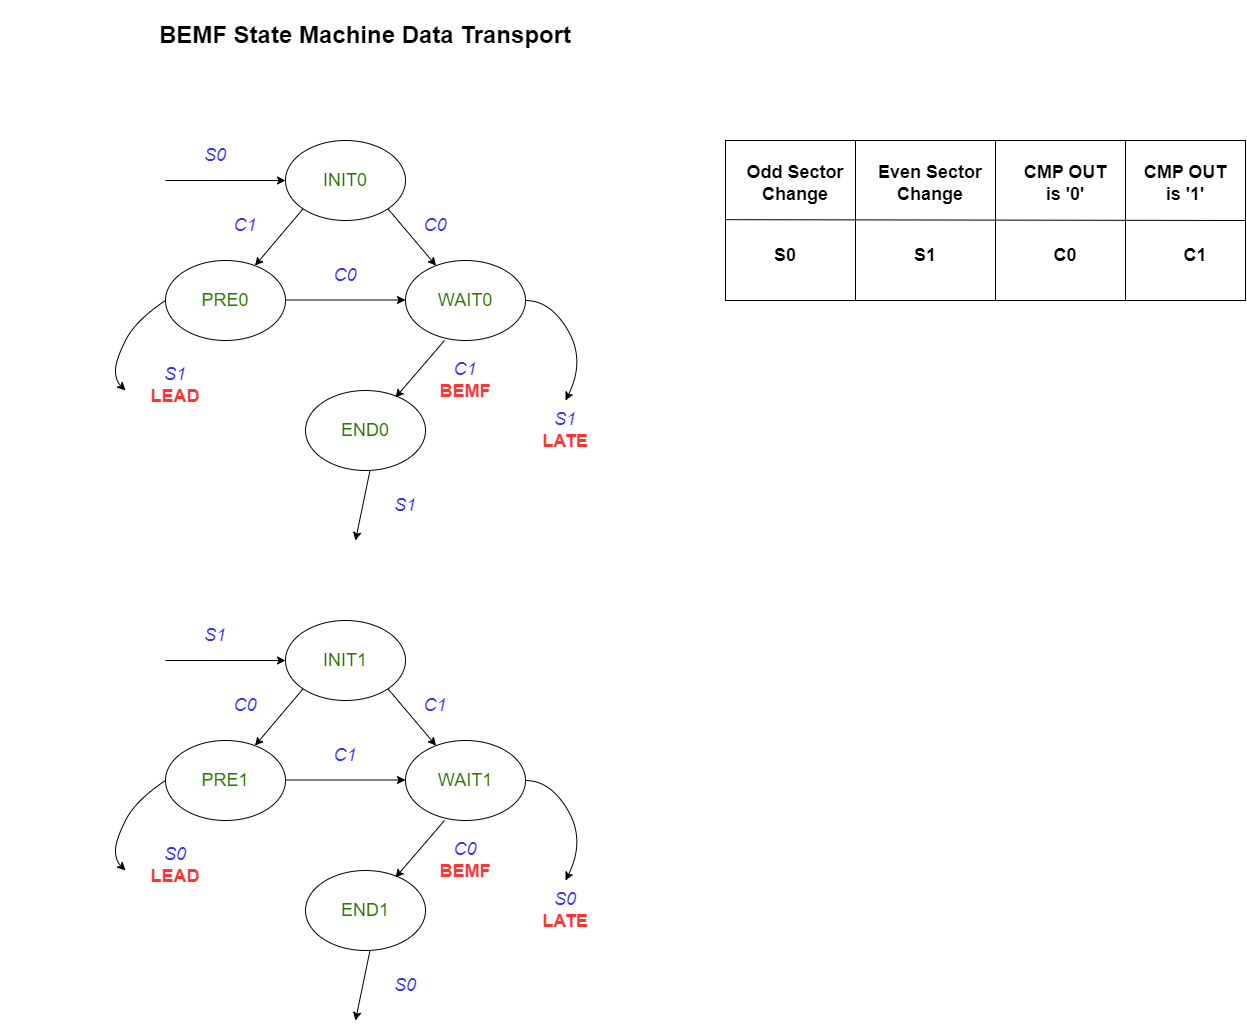 BEMF State Machine Data Transport
Odd Sector Change
Even Sector Change
CMP OUT is '0'
CMP OUT is '1'
S0
S1
C0
C1
S0
INIT0
C1
C0
PRE0
C0
WAIT0
S1
LEAD
C1
BEMF
S1
LATE
END0
S1
S1
INIT1
C0
C1
PRE1
C1
WAIT1
S0
LEAD
C0
BEMF
S0
LATE
END1
S0